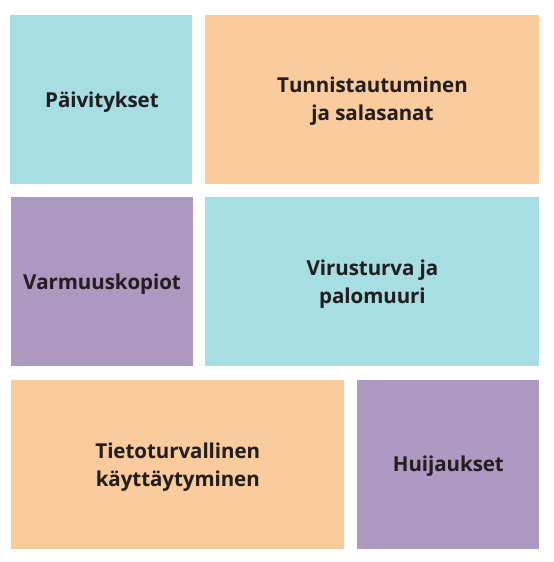 Päivitykset
Tunnistautuminen
ja salasanat
Varmuuskopiot
Virusturva ja
palomuuri
Tietoturvallinen
käyttäytyminen
Huijaukset